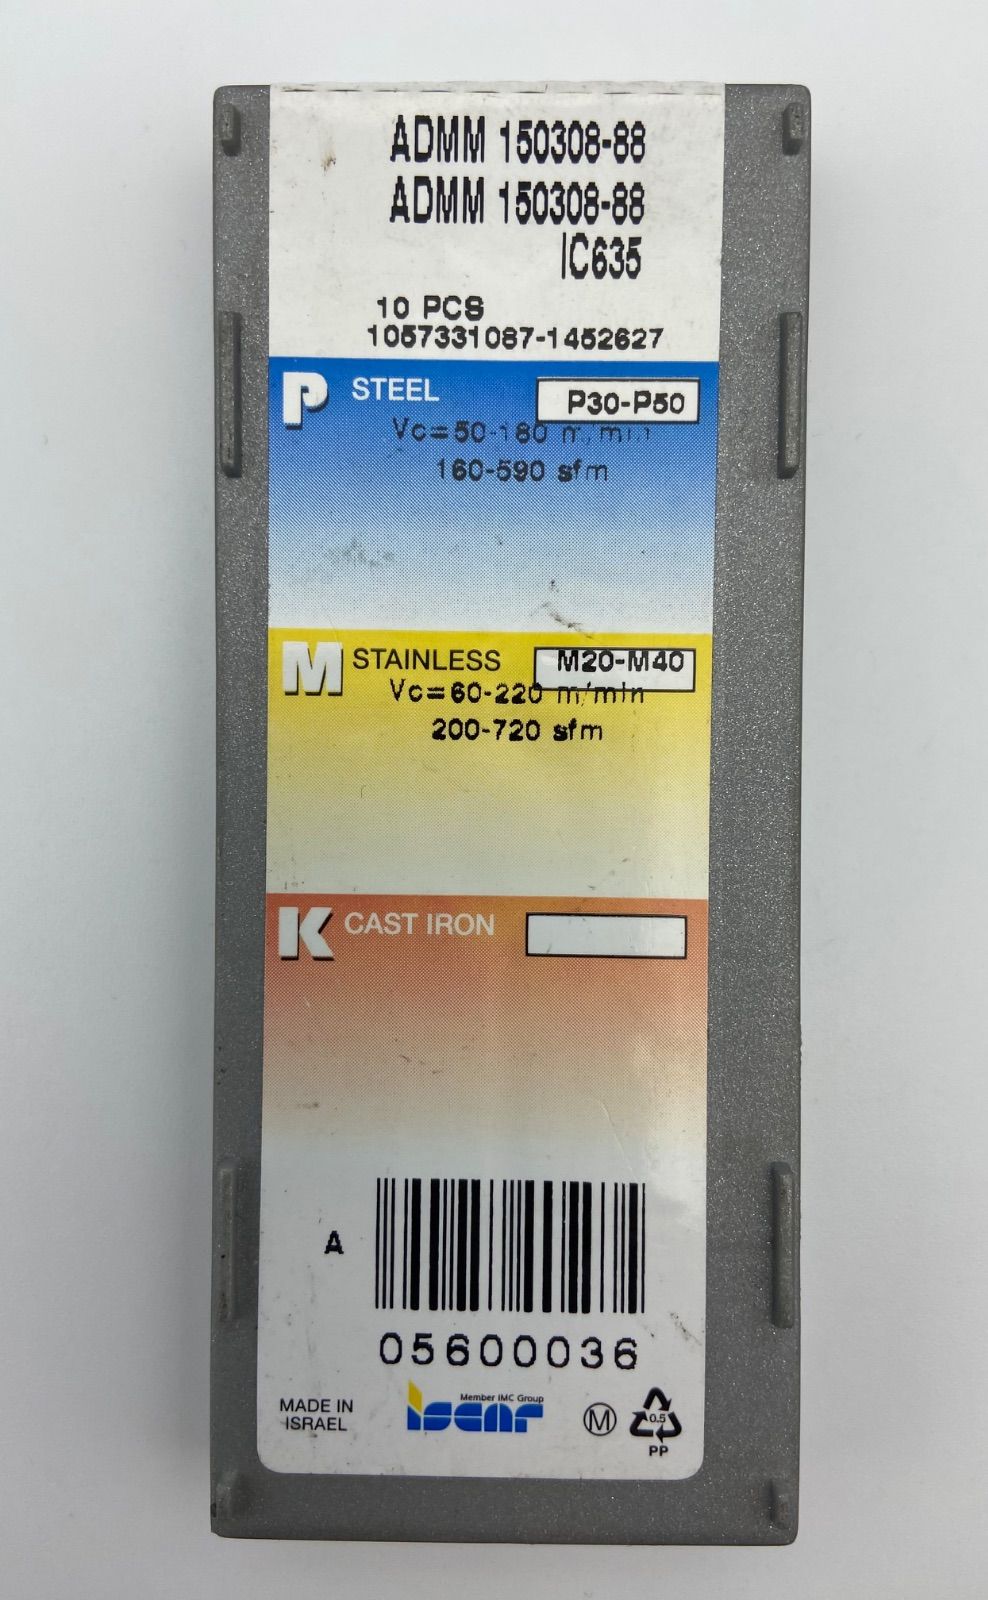 ADMM 150308-88
ADMM 150308-88
IC635
10 PCS
1057331087-1452627
P STEEL P30-P50
Vc=50-180 m/min
160-590 sfm
M STAINLESS M20-M40
Vc=60-220 m/min
200-720 sfm
K CAST IRON
A
05600036
MADE IN
ISRAEL
Member IMC Group
iscar
M
0.5
PP